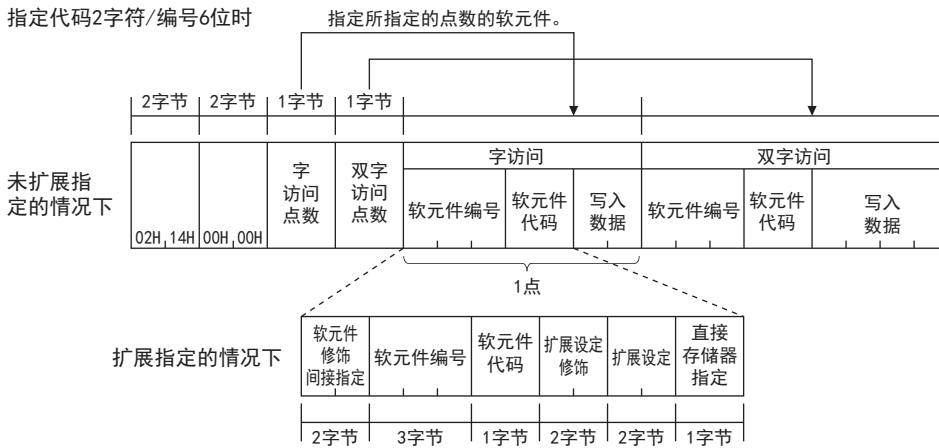 指定代码2字符/编号6位时
指定所指定的点数的软元件。
2字节 2字节 1字节 1字节
未扩展指
定的情况下
02H 14H 00H 00H
字
访问
点数
双字
访问
点数
字访问
软元件编号
软元件
代码
写入
数据
双字访问
软元件编号
软元件
代码
写入
数据
1点
扩展指定的情况下
软元件
修饰
间接指定
软元件编号
软元件
代码
扩展设定
修饰
扩展设定
直接
存储器
指定
2字节 3字节 1字节 2字节 2字节 1字节